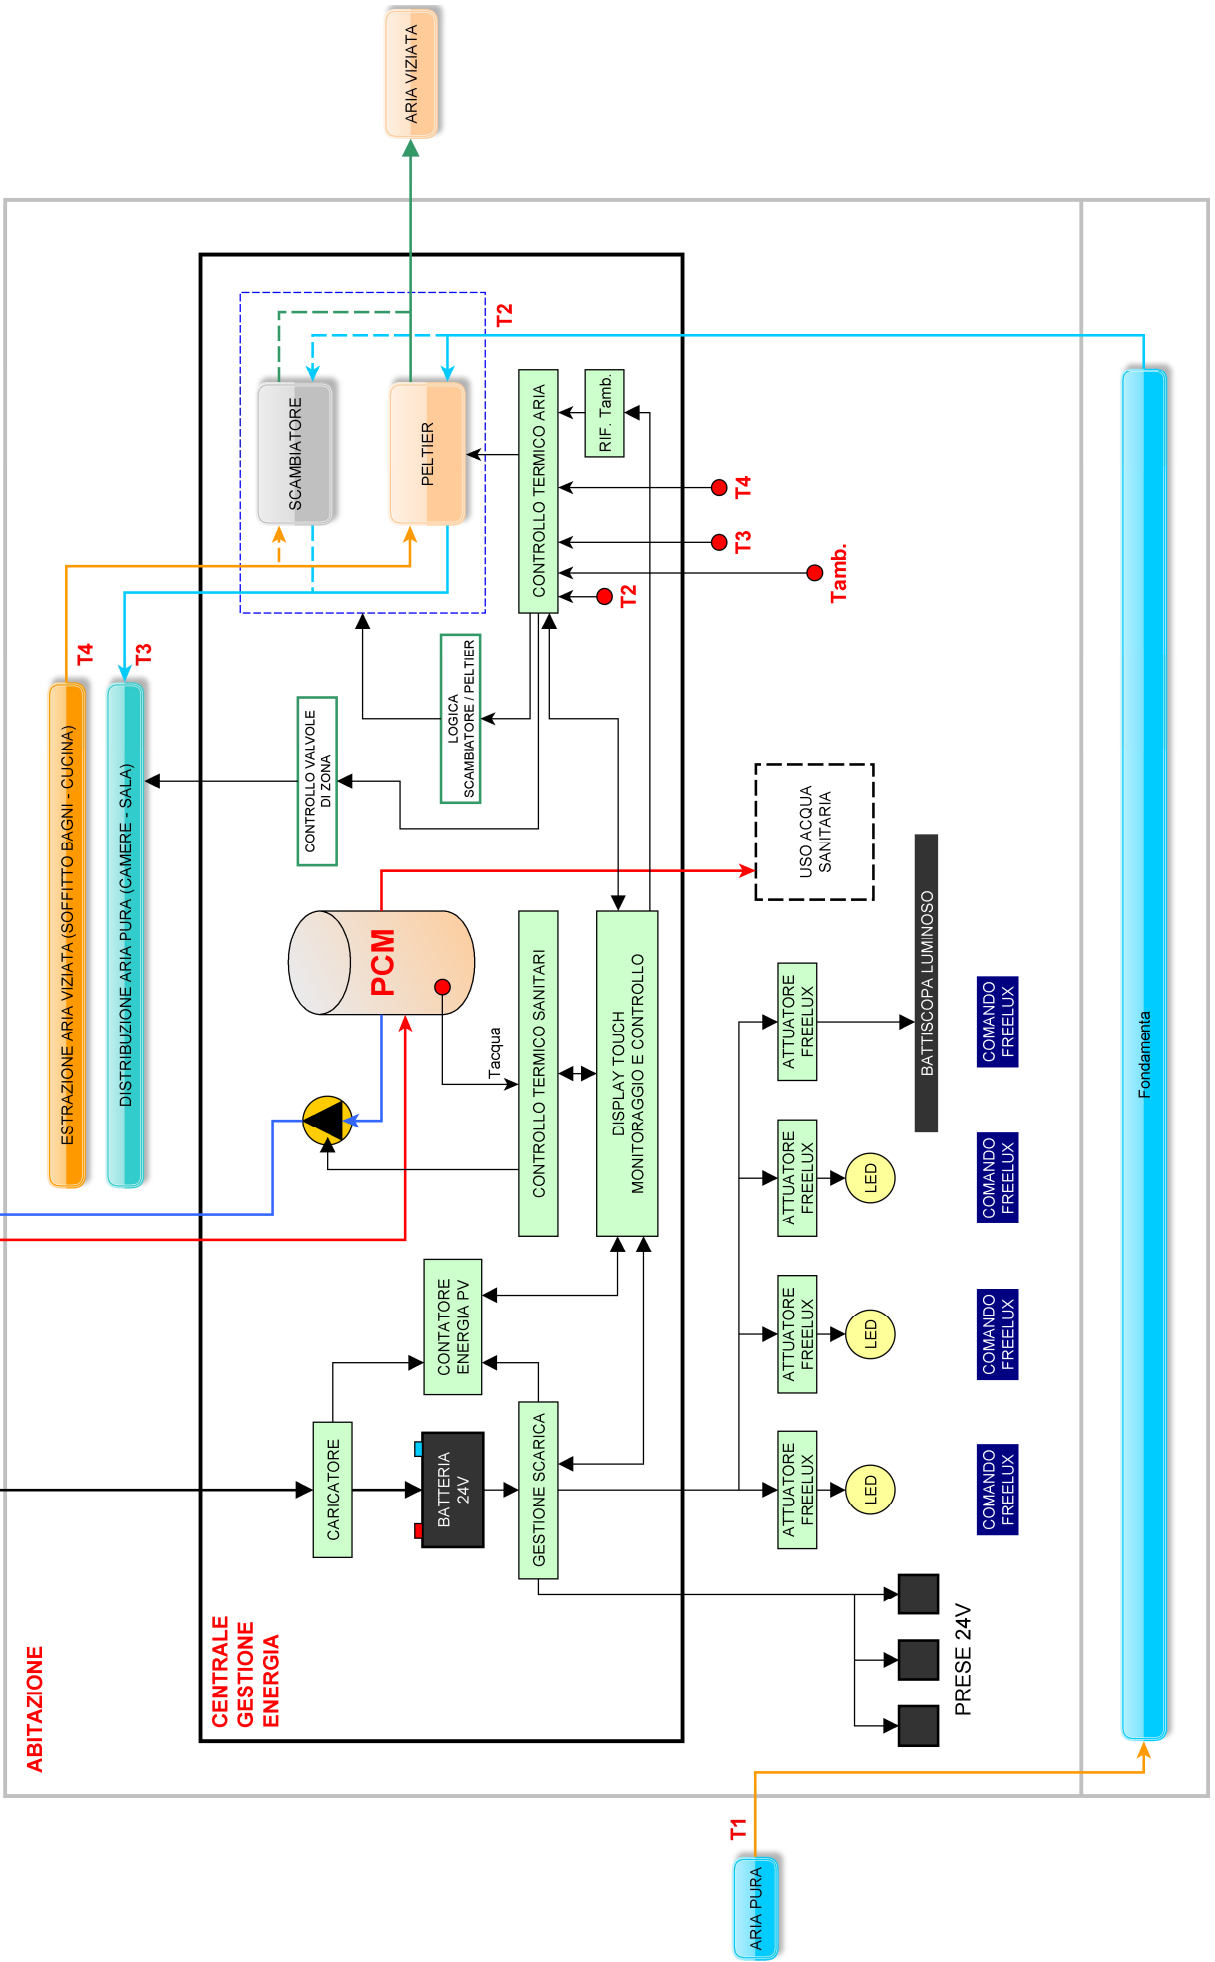 ABITAZIONE
CENTRALE
GESTIONE
ENERGIA
ESTRAZIONE ARIA VIZIATA (SOFFITTO BAGNI - CUCINA)
T4
DISTRIBUZIONE ARIA PURA (CAMERE - SALA)
T3
ARIA VIZIATA
SCAMBIATORE
PELTIER
T2
CONTROLLO VALVOLE
DI ZONA
LOGICA
SCAMBIATORE / PELTIER
CONTROLLO TERMICO ARIA
RIF. Tamb.
T2
Tamb.
T3
T4
CARICATORE
BATTERIA
24V
CONTATORE
ENERGIA PV
GESTIONE SCARICA
PCM
Tacqua
CONTROLLO TERMICO SANITARI
DISPLAY TOUCH
MONITORAGGIO E CONTROLLO
USO ACQUA
SANITARIA
ATTUATORE
FREELUX
ATTUATORE
FREELUX
ATTUATORE
FREELUX
ATTUATORE
FREELUX
LED
LED
LED
BATTISCOPA LUMINOSO
PRESE 24V
COMANDO
FREELUX
COMANDO
FREELUX
COMANDO
FREELUX
COMANDO
FREELUX
ARIA PURA
T1
Fondamenta